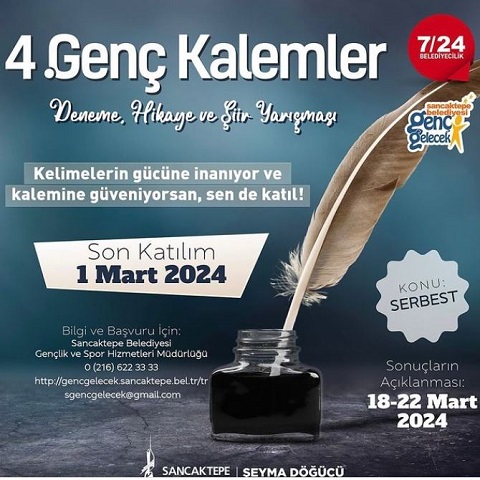 4.Genç Kalemler
7/24
BELEDİYECİLİK
Deneme, Hikaye ve Şiir Yarışması
sancaktepe
belediyesi
genç
gelecek
Kelimelerin gücüne inanıyor ve
kalemine güveniyorsan, sen de katıl!
Son Katılım
1 Mart 2024
KONU:
SERBEST
Bilgi ve Başvuru İçin:
Sancaktepe Belediyesi
Gençlik ve Spor Hizmetleri Müdürlüğü
0 (216) 622 33 33
http://gencgelecek.sancaktepe.bel.tr/tr
sgencgelecek@gmail.com
Sonuçların
Açıklanması:
18-22 Mart
2024
SANCAKTEPE | ŞEYMA DÖĞÜCÜ